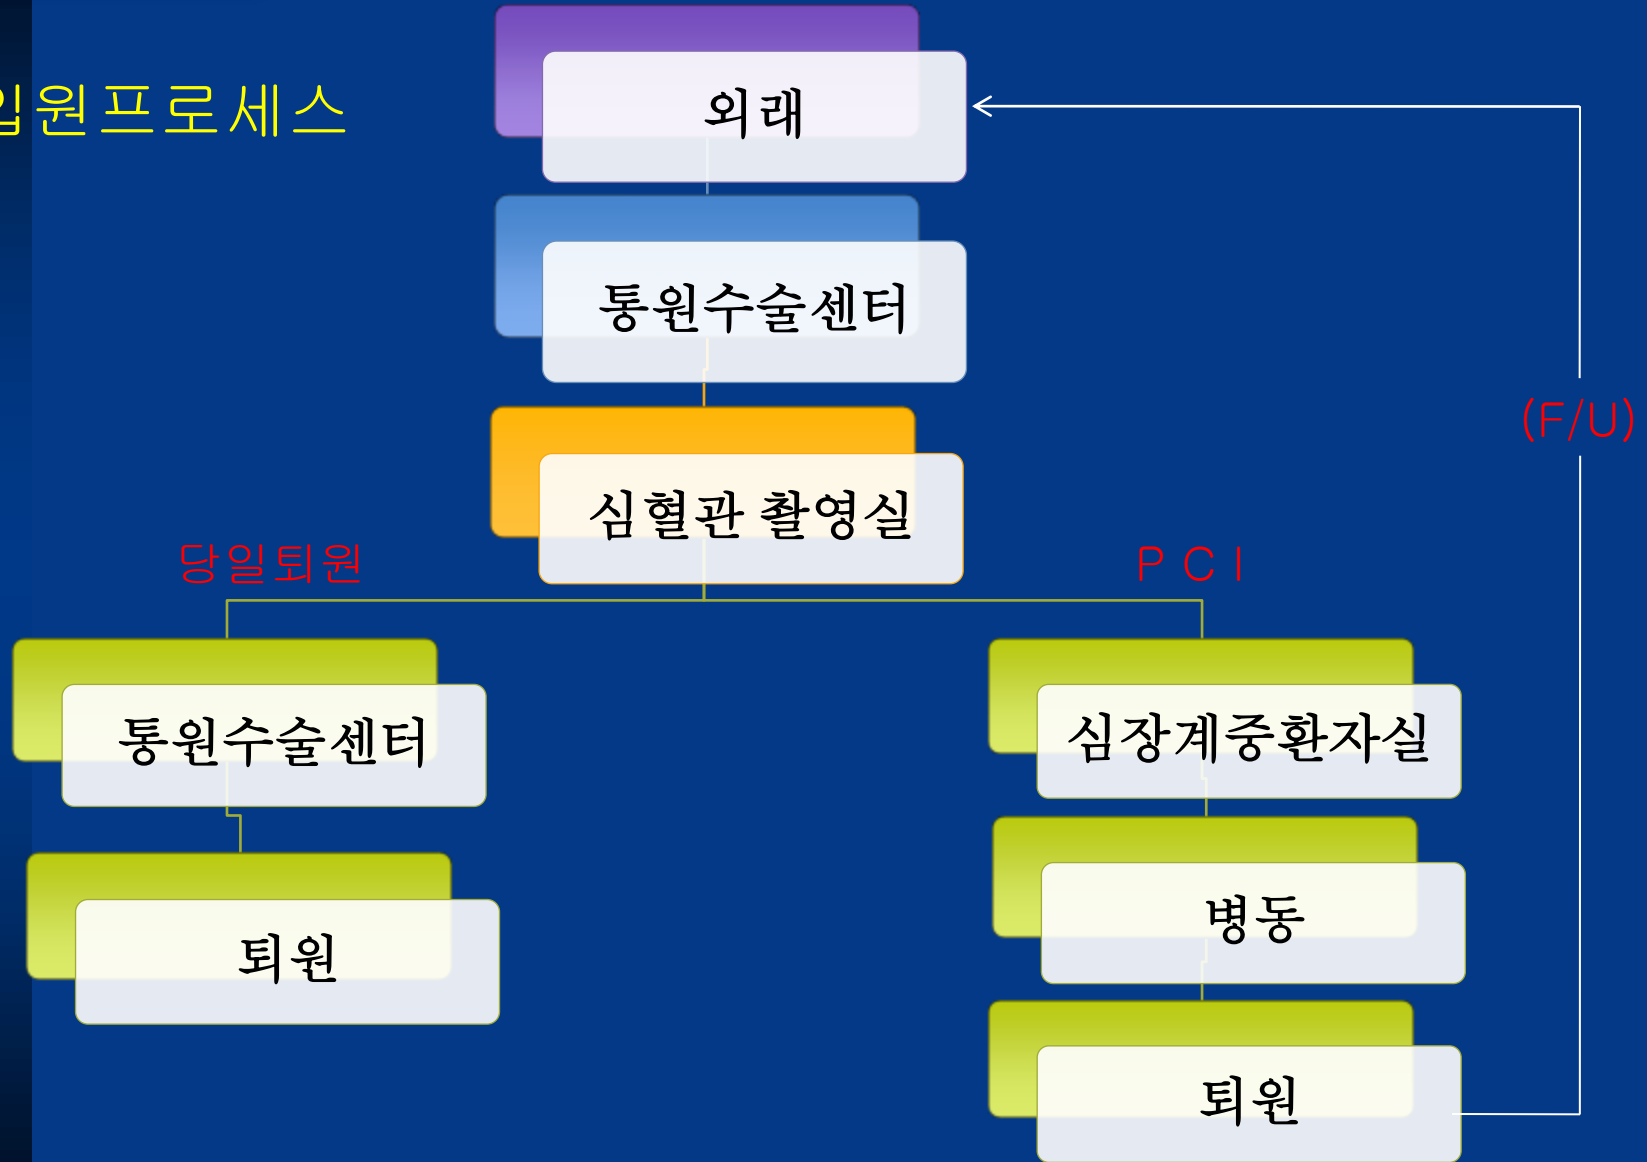 입원프로세스
외래
통원수술센터
(F/U)
심혈관 촬영실
당일퇴원
PCI
통원수술센터
심장계중환자실
병동
퇴원
퇴원